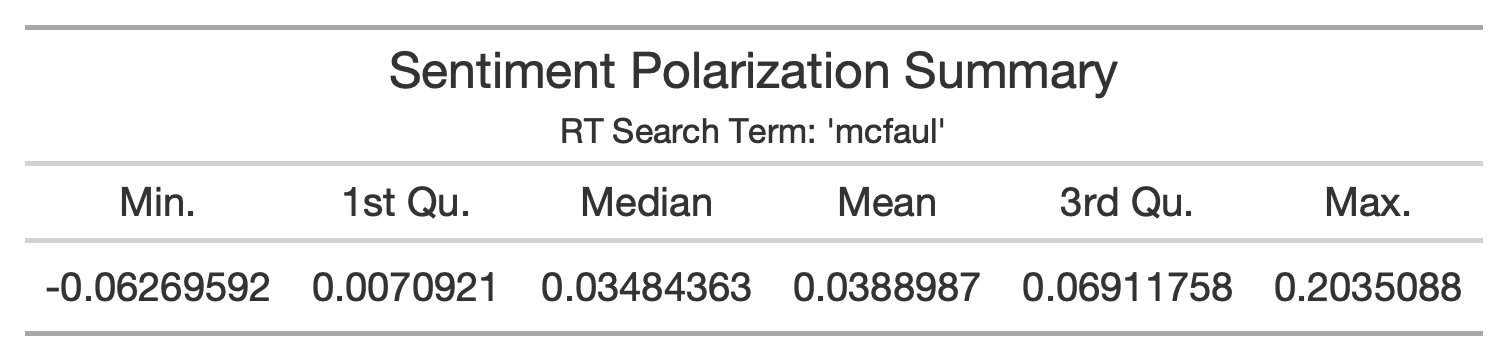 Sentiment Polarization Summary
RT Search Term: 'mcfaul'
Min. 1st Qu. Median Mean 3rd Qu. Max.
-0.06269592 0.0070921 0.03484363 0.0388987 0.06911758 0.2035088